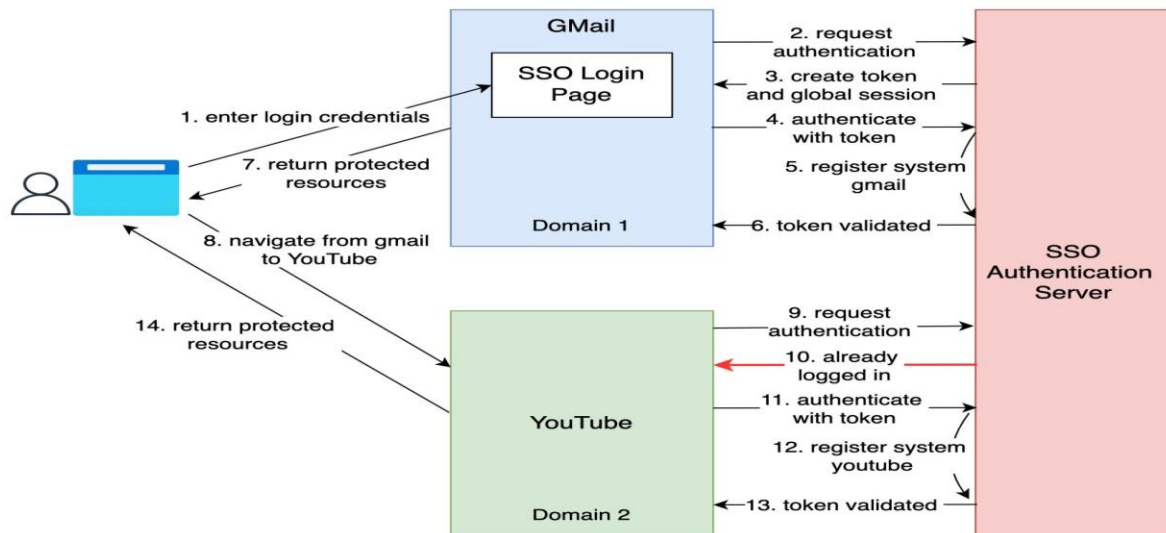 GMail
SSO Login
Page
1. enter login credentials
2. request
authentication
3. create token
and global session
4. authenticate
with token
5. register system
gmail
6. token validated
7. return protected
resources
Domain 1
8. navigate from gmail
to YouTube
SSO
Authentication
Server
9. request
authentication
10. already
logged in
11. authenticate
with token
12. register system
youtube
13. token validated
14. return protected
resources
YouTube
Domain 2